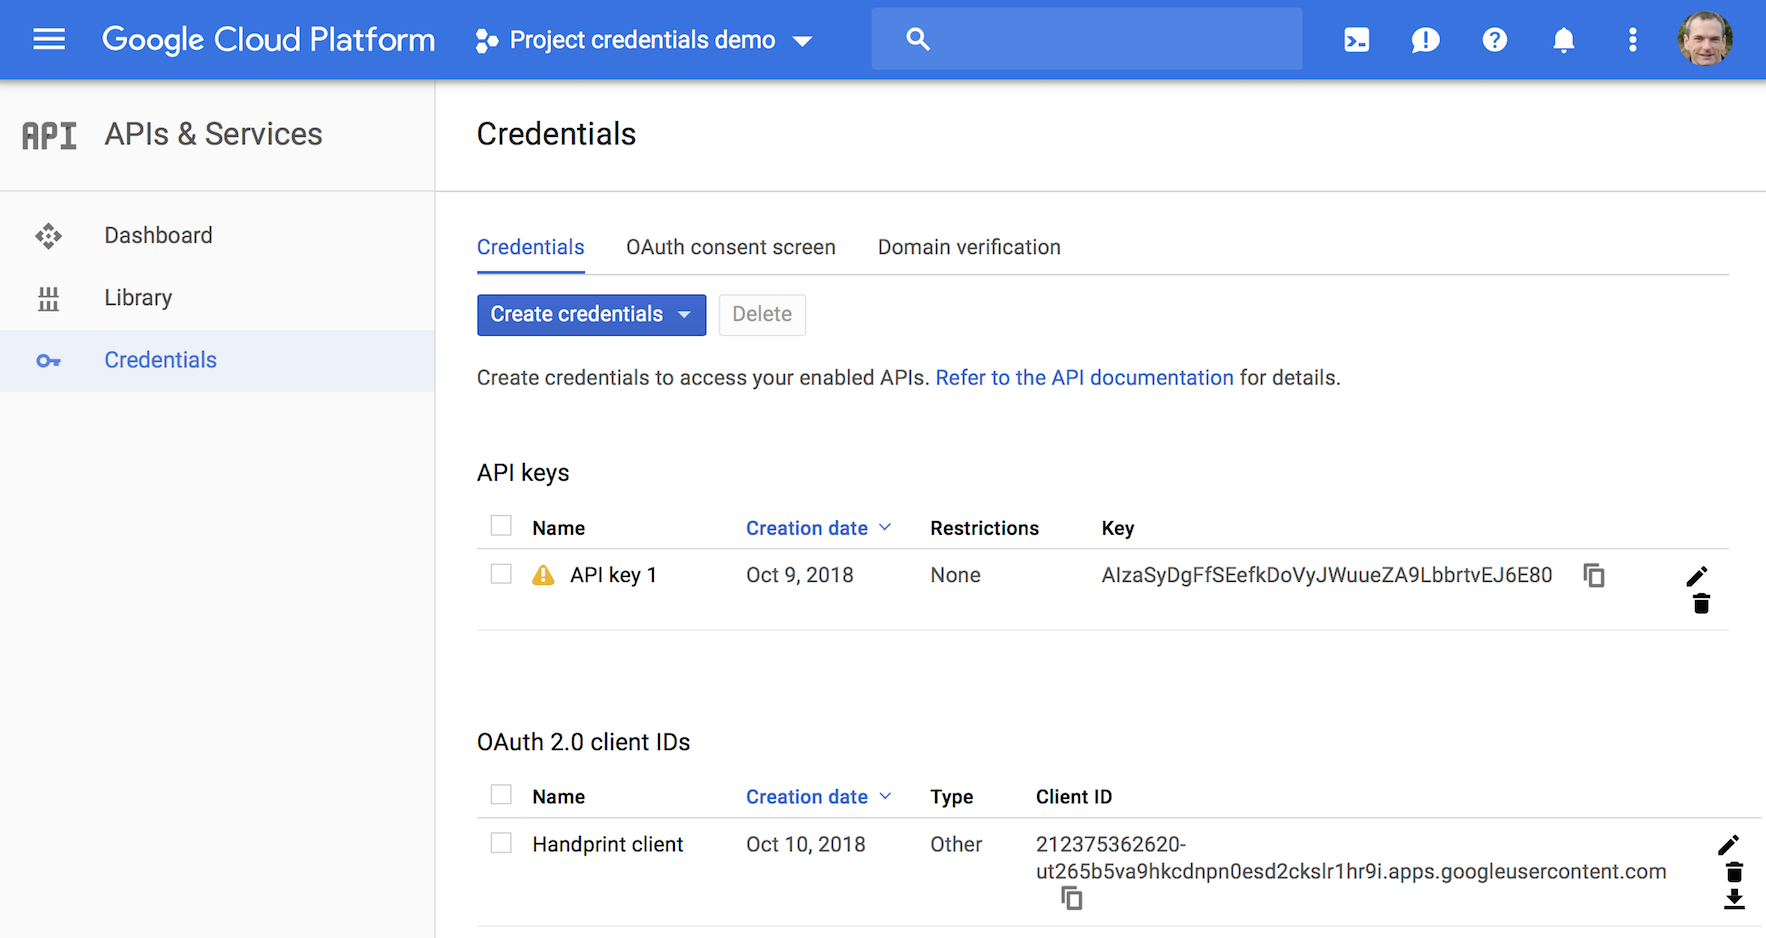 Google Cloud Platform
Project credentials demo
API
APIs & Services
Credentials
Dashboard
Library
Credentials
Credentials
OAuth consent screen
Domain verification
Create credentials
Delete
Create credentials to access your enabled APIs. Refer to the API documentation for details.
API keys
Name Creation date Restrictions Key
API key 1 Oct 9, 2018 None AIzaSyDgFfSEefkDoVyJWuueZA9LbbrtvEJ6E80
OAuth 2.0 client IDs
Name Creation date Type Client ID
Handprint client Oct 10, 2018 Other 212375362620-
ut265b5va9hkcdnpn0esd2ckslr1hr9i.apps.googleusercontent.com